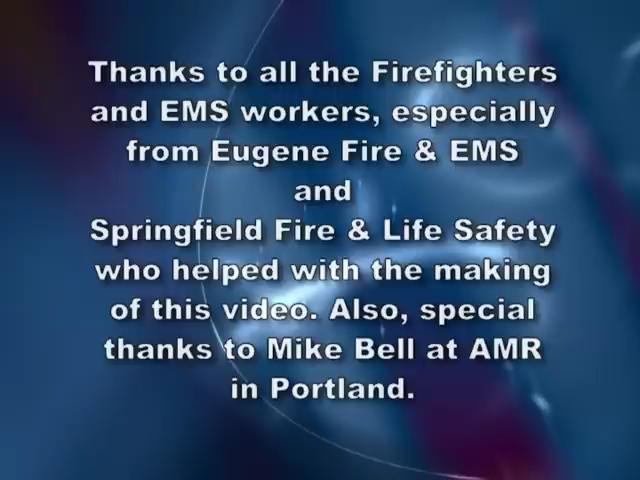 Thanks to all the Firefighters
and EMS workers, especially
from Eugene Fire & EMS
and
Springfield Fire & Life Safety
who helped with the making
of this video. Also, special
thanks to Mike Bell at AMR
in Portland.